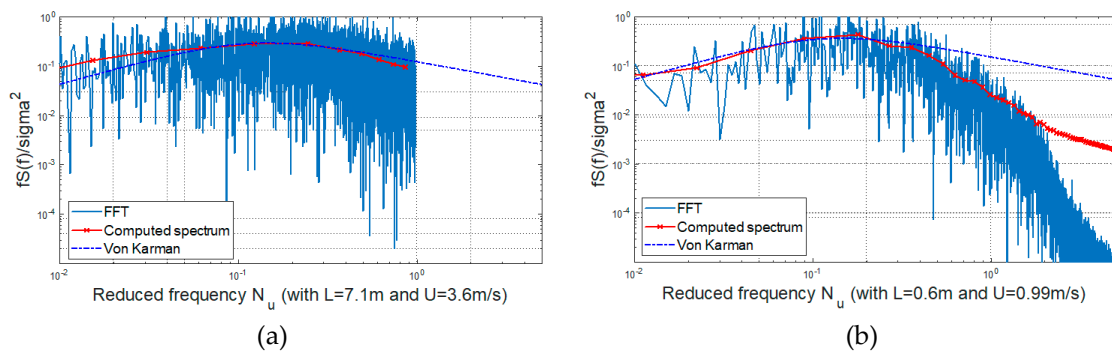 10^0
10^-1
10^-2
10^-3
10^-4
fS(f)/sigma^2
FFT
Computed spectrum
Von Karman
10^-2
10^-1
10^0
Reduced frequency N_u (with L=7.1m and U=3.6m/s)
(a)
10^0
10^-1
10^-2
10^-3
10^-4
fS(f)/sigma^2
FFT
Computed spectrum
Von Karman
10^-2
10^-1
10^0
Reduced frequency N_u (with L=0.6m and U=0.99m/s)
(b)